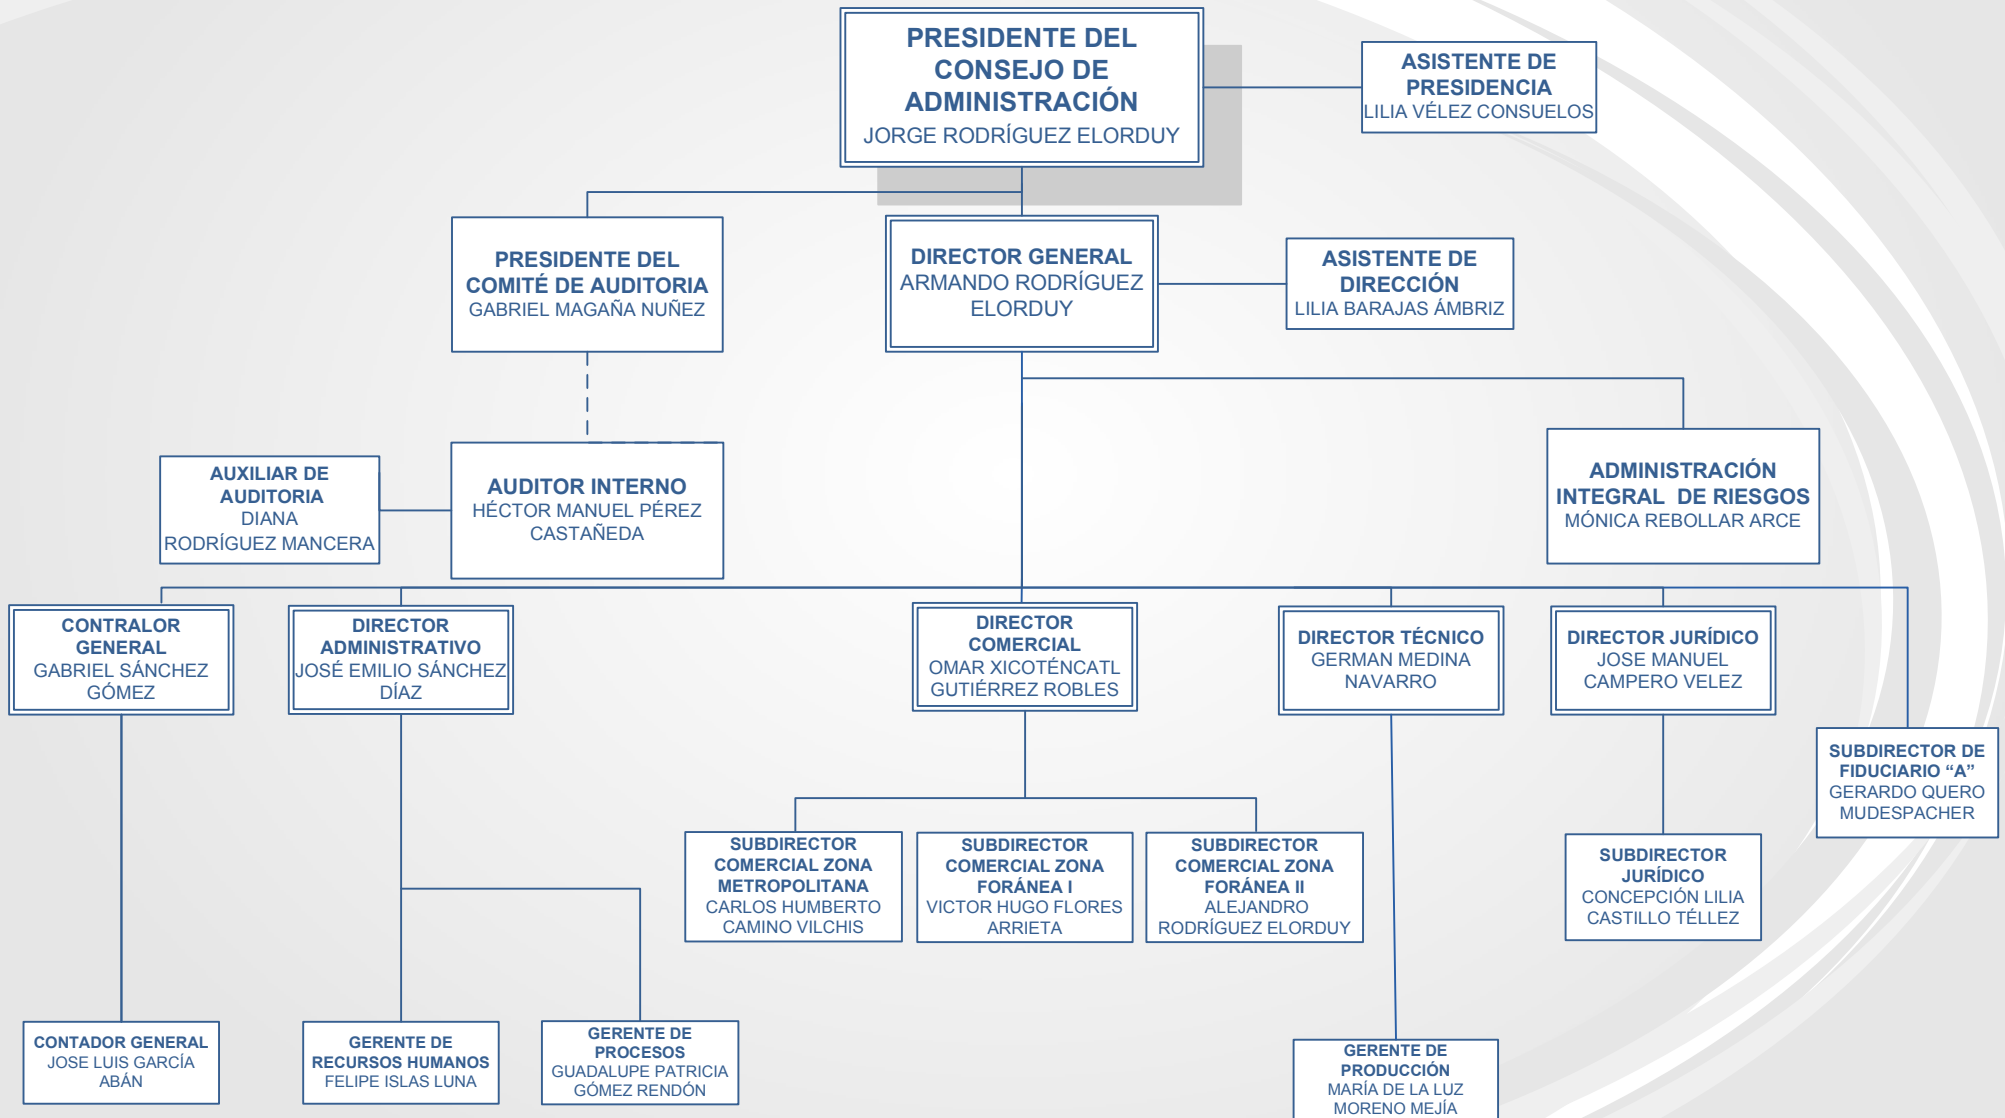 PRESIDENTE DEL
CONSEJO DE
ADMINISTRACIÓN
JORGE RODRÍGUEZ ELORDUY
ASISTENTE DE
PRESIDENCIA
LILIA VÉLEZ CONSUELOS
PRESIDENTE DEL
COMITÉ DE AUDITORIA
GABRIEL MAGAÑA NUÑEZ
DIRECTOR GENERAL
ARMANDO RODRÍGUEZ
ELORDUY
ASISTENTE DE
DIRECCIÓN
LILIA BARAJAS ÁMBRIZ
AUXILIAR DE
AUDITORIA
DIANA
RODRÍGUEZ MANCERA
AUDITOR INTERNO
HÉCTOR MANUEL PÉREZ
CASTAÑEDA
ADMINISTRACIÓN
INTEGRAL DE RIESGOS
MÓNICA REBOLLAR ARCE
CONTRALOR
GENERAL
GABRIEL SÁNCHEZ
GÓMEZ
DIRECTOR
ADMINISTRATIVO
JOSÉ EMILIO SÁNCHEZ
DÍAZ
DIRECTOR
COMERCIAL
OMAR XICOTÉNCATL
GUTIÉRREZ ROBLES
DIRECTOR TÉCNICO
GERMAN MEDINA
NAVARRO
DIRECTOR JURÍDICO
JOSE MANUEL
CAMPERO VELEZ
SUBDIRECTOR DE
FIDUCIARIO “A”
GERARDO QUERO
MUDESPACHER
SUBDIRECTOR
COMERCIAL ZONA
METROPOLITANA
CARLOS HUMBERTO
CAMINO VILCHIS
SUBDIRECTOR
COMERCIAL ZONA
FORÁNEA I
VICTOR HUGO FLORES
ARRIETA
SUBDIRECTOR
COMERCIAL ZONA
FORÁNEA II
ALEJANDRO
RODRÍGUEZ ELORDUY
SUBDIRECTOR
JURÍDICO
CONCEPCIÓN LILIA
CASTILLO TÉLLEZ
CONTADOR GENERAL
JOSE LUIS GARCÍA
ABÁN
GERENTE DE
RECURSOS HUMANOS
FELIPE ISLAS LUNA
GERENTE DE
PROCESOS
GUADALUPE PATRICIA
GÓMEZ RENDÓN
GERENTE DE
PRODUCCIÓN
MARÍA DE LA LUZ
MORENO MEJÍA